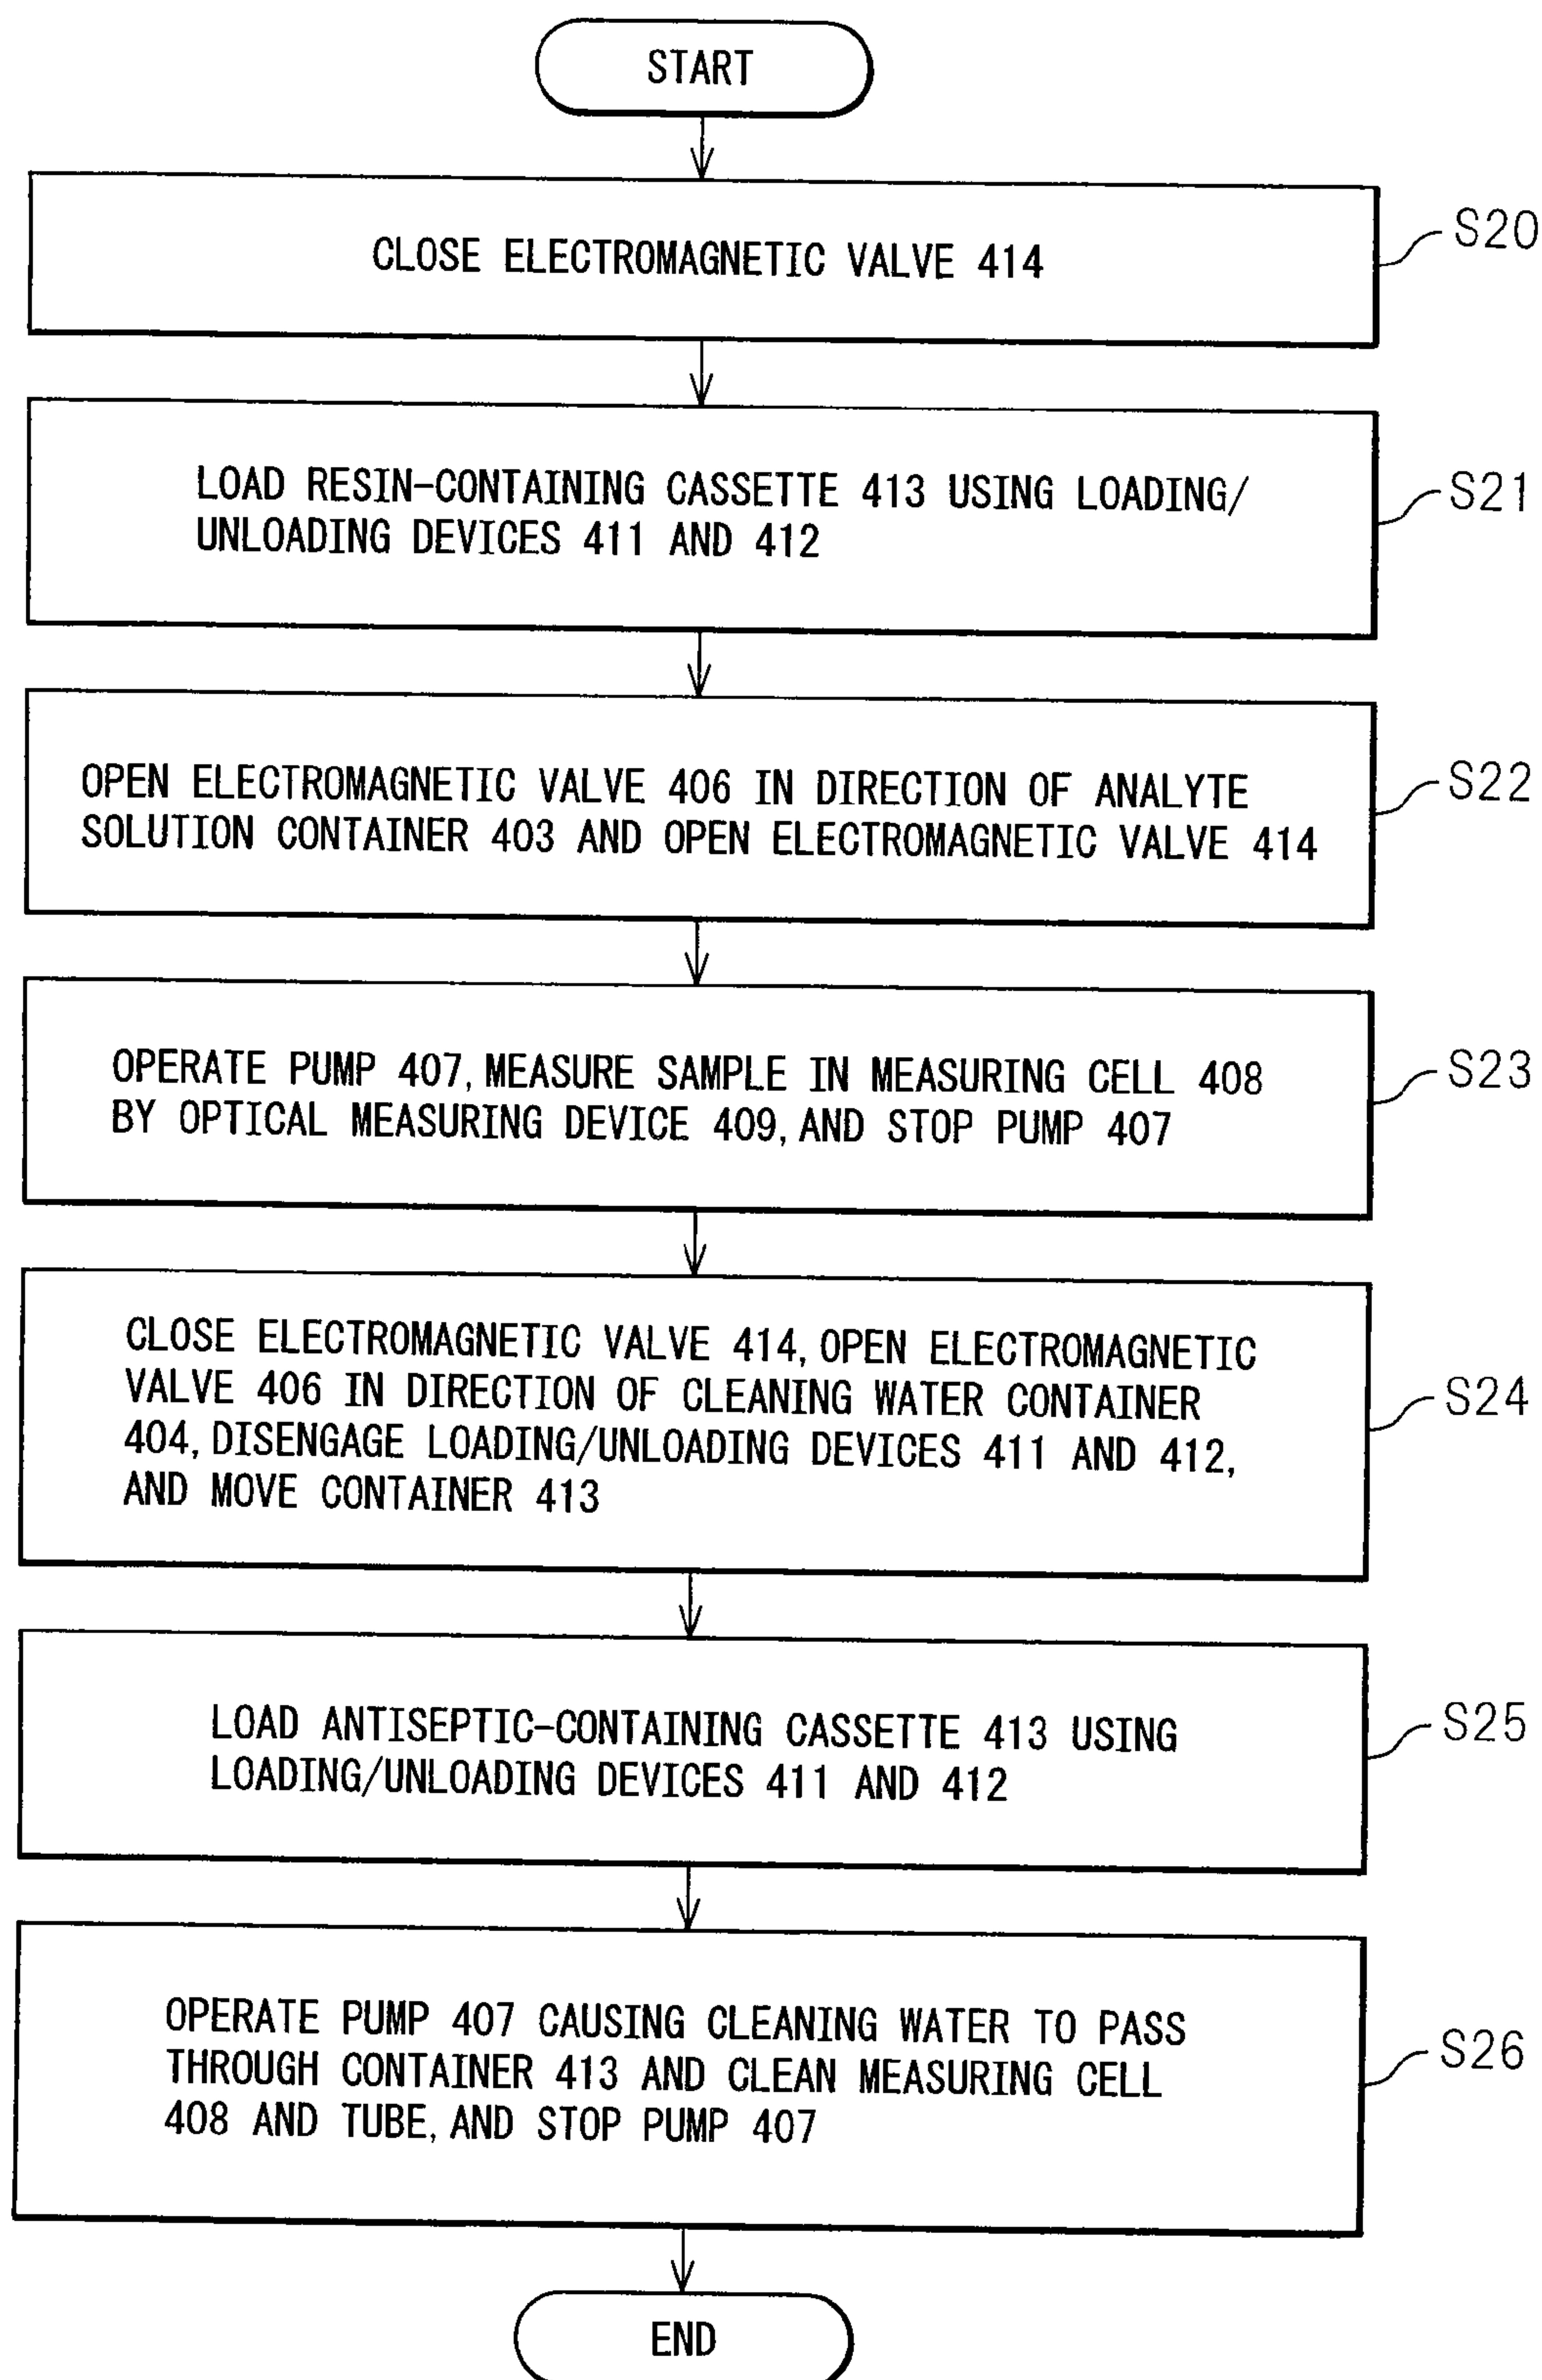 START
CLOSE ELECTROMAGNETIC VALVE 414
S20
LOAD RESIN-CONTAINING CASSETTE 413 USING LOADING/
UNLOADING DEVICES 411 AND 412
S21
OPEN ELECTROMAGNETIC VALVE 406 IN DIRECTION OF ANALYTE
SOLUTION CONTAINER 403 AND OPEN ELECTROMAGNETIC VALVE 414
S22
OPERATE PUMP 407, MEASURE SAMPLE IN MEASURING CELL 408
BY OPTICAL MEASURING DEVICE 409, AND STOP PUMP 407
S23
CLOSE ELECTROMAGNETIC VALVE 414, OPEN ELECTROMAGNETIC
VALVE 406 IN DIRECTION OF CLEANING WATER CONTAINER
404, DISENGAGE LOADING/UNLOADING DEVICES 411 AND 412,
AND MOVE CONTAINER 413
S24
LOAD ANTISEPTIC-CONTAINING CASSETTE 413 USING
LOADING/UNLOADING DEVICES 411 AND 412
S25
OPERATE PUMP 407 CAUSING CLEANING WATER TO PASS
THROUGH CONTAINER 413 AND CLEAN MEASURING CELL
408 AND TUBE, AND STOP PUMP 407
S26
END